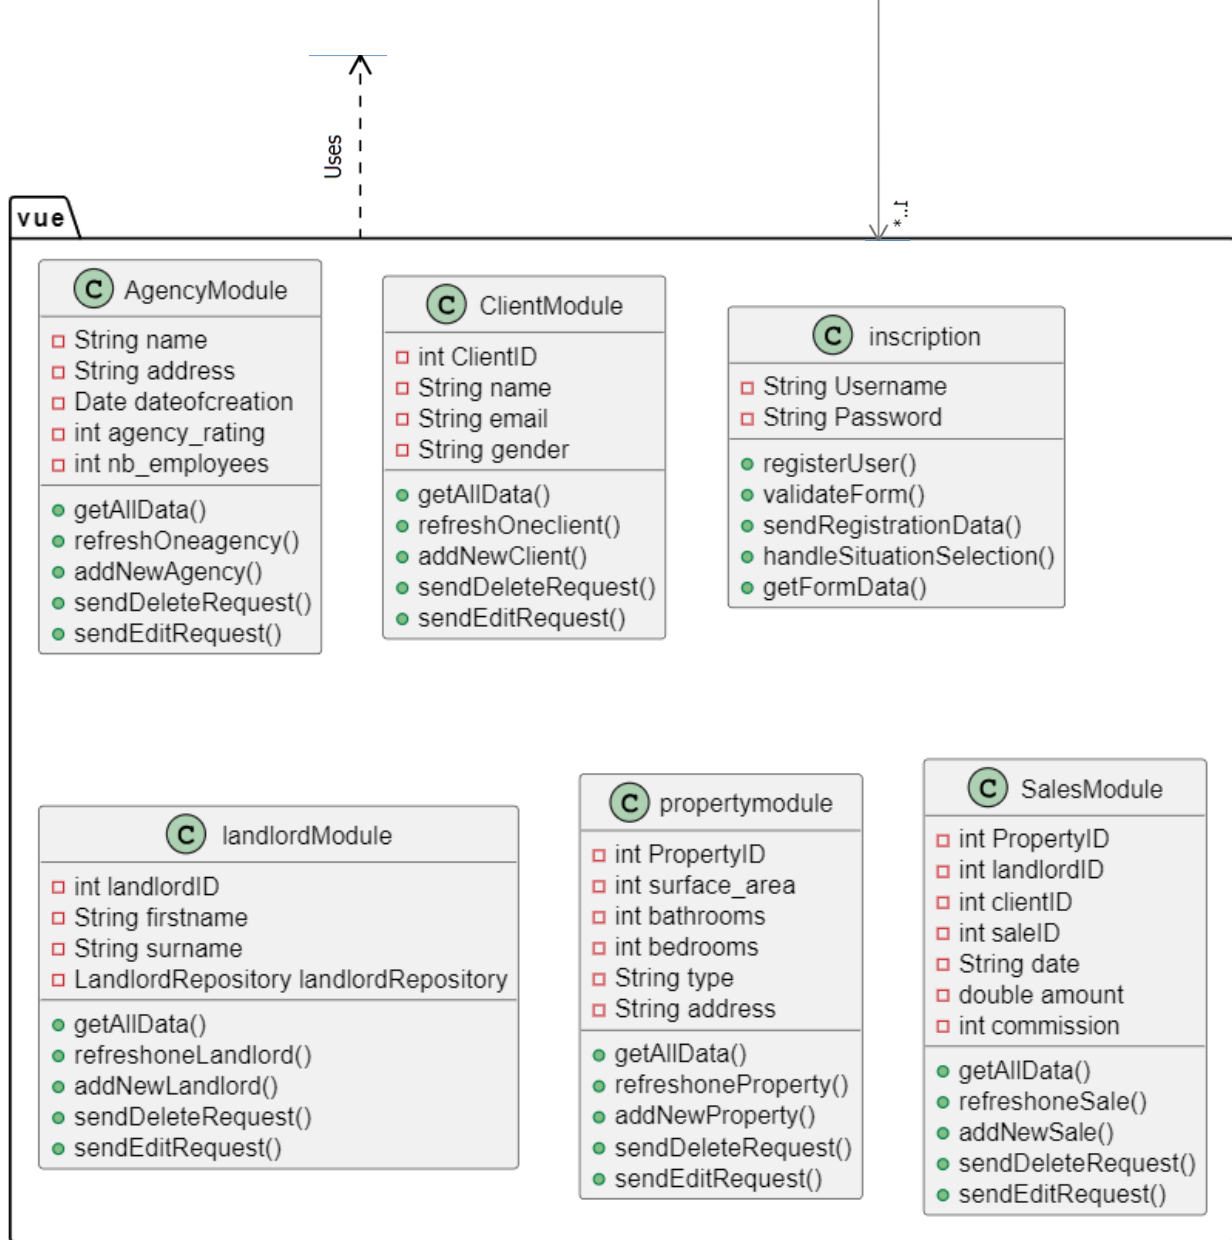 Uses
1...*
vue
C AgencyModule
String name
String address
Date dateofcreation
int agency_rating
int nb_employees
getAllData()
refreshOneagency()
addNewAgency()
sendDeleteRequest()
sendEditRequest()
C ClientModule
int ClientID
String name
String email
String gender
getAllData()
refreshOneclient()
addNewClient()
sendDeleteRequest()
sendEditRequest()
C inscription
String Username
String Password
registerUser()
validateForm()
sendRegistrationData()
handleSituationSelection()
getFormData()
C landlordModule
int landlordID
String firstname
String surname
LandlordRepository landlordRepository
getAllData()
refreshoneLandlord()
addNewLandlord()
sendDeleteRequest()
sendEditRequest()
C propertymodule
int PropertyID
int surface_area
int bathrooms
int bedrooms
String type
String address
getAllData()
refreshoneProperty()
addNewProperty()
sendDeleteRequest()
sendEditRequest()
C SalesModule
int PropertyID
int landlordID
int clientID
int saleID
String date
double amount
int commission
getAllData()
refreshoneSale()
addNewSale()
sendDeleteRequest()
sendEditRequest()